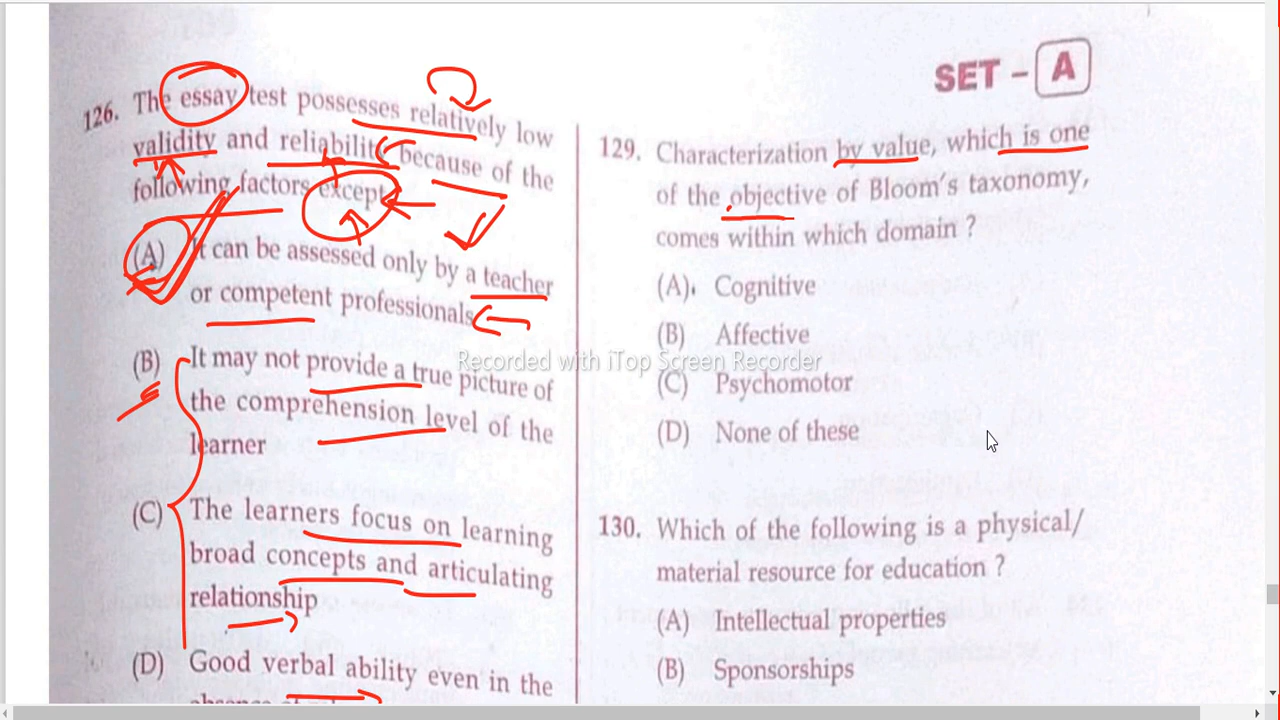 SET – A
126. The essay test possesses relatively low
validity and reliability because of the
following factors except
(A) It can be assessed only by a teacher
or competent professionals
(B) It may not provide a true picture of
the comprehension level of the
learner
(C) The learners focus on learning
broad concepts and articulating
relationship
(D) Good verbal ability even in the
129. Characterization by value, which is one
of the objective of Bloom's taxonomy,
comes within which domain ?
(A) Cognitive
(B) Affective
(C) Psychomotor
(D) None of these
130. Which of the following is a physical/
material resource for education ?
(A) Intellectual properties
(B) Sponsorships
Recorded with iTop Screen Recorder